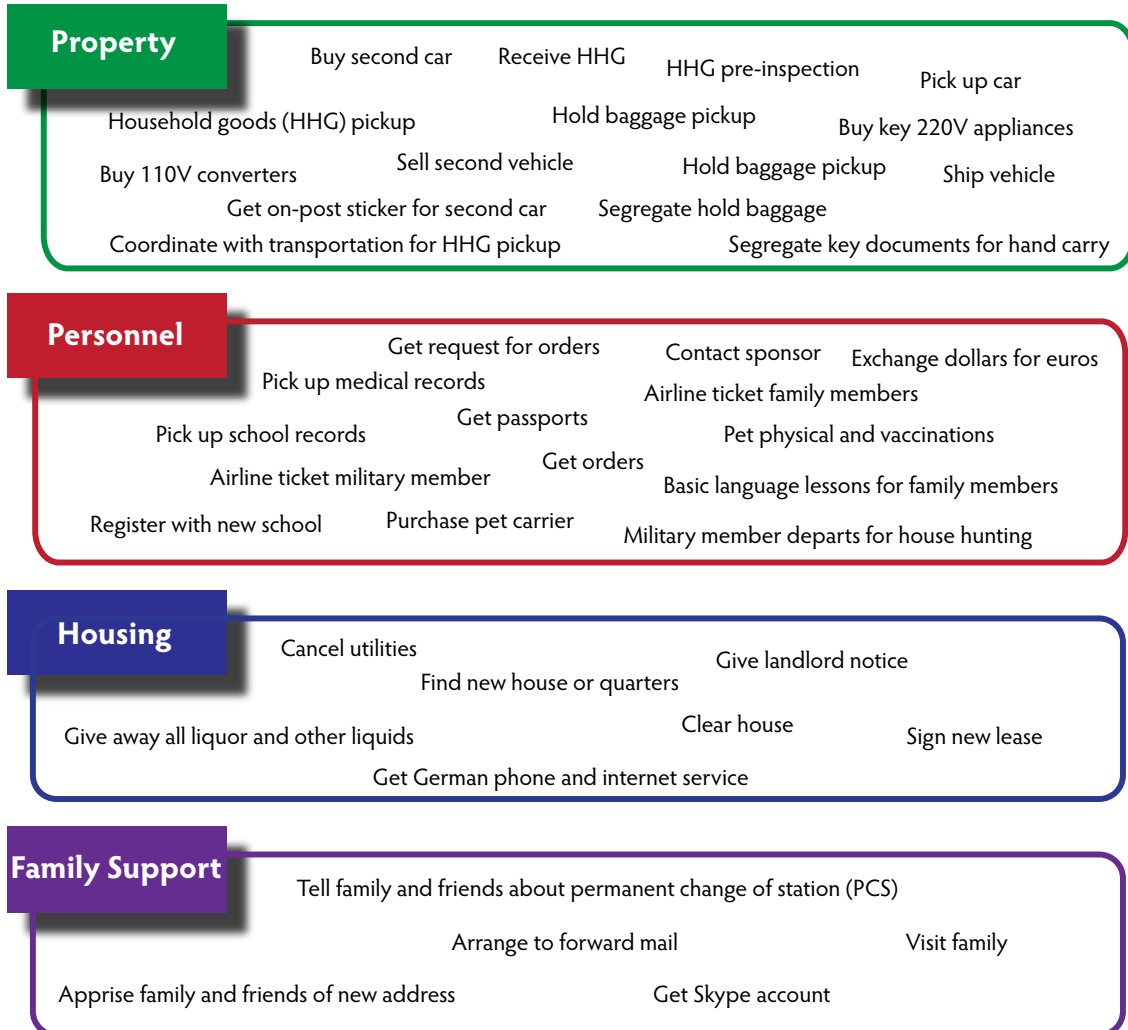 Property
Buy second car
Receive HHG
HHG pre-inspection
Pick up car
Household goods (HHG) pickup
Hold baggage pickup
Buy key 220V appliances
Buy 110V converters
Sell second vehicle
Hold baggage pickup
Ship vehicle
Get on-post sticker for second car
Segregate hold baggage
Coordinate with transportation for HHG pickup
Segregate key documents for hand carry
Personnel
Get request for orders
Contact sponsor
Exchange dollars for euros
Pick up medical records
Airline ticket family members
Get passports
Pick up school records
Pet physical and vaccinations
Get orders
Airline ticket military member
Basic language lessons for family members
Register with new school
Purchase pet carrier
Military member departs for house hunting
Housing
Cancel utilities
Give landlord notice
Find new house or quarters
Clear house
Give away all liquor and other liquids
Sign new lease
Get German phone and internet service
Family Support
Tell family and friends about permanent change of station (PCS)
Arrange to forward mail
Visit family
Apprise family and friends of new address
Get Skype account